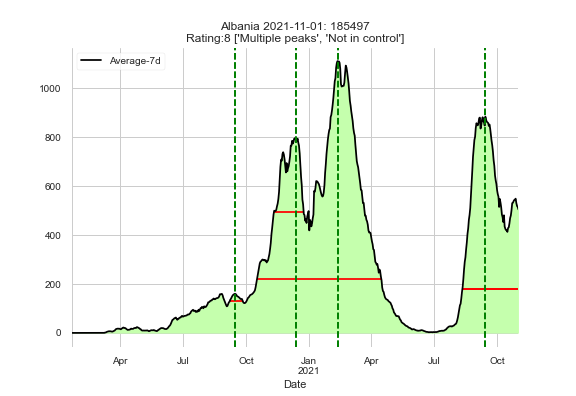 Albania 2021-11-01: 185497
Rating:8 ['Multiple peaks', 'Not in control']
Average-7d
1000
800
600
400
200
0
Apr Jul Oct Jan Apr Jul Oct
2021
Date